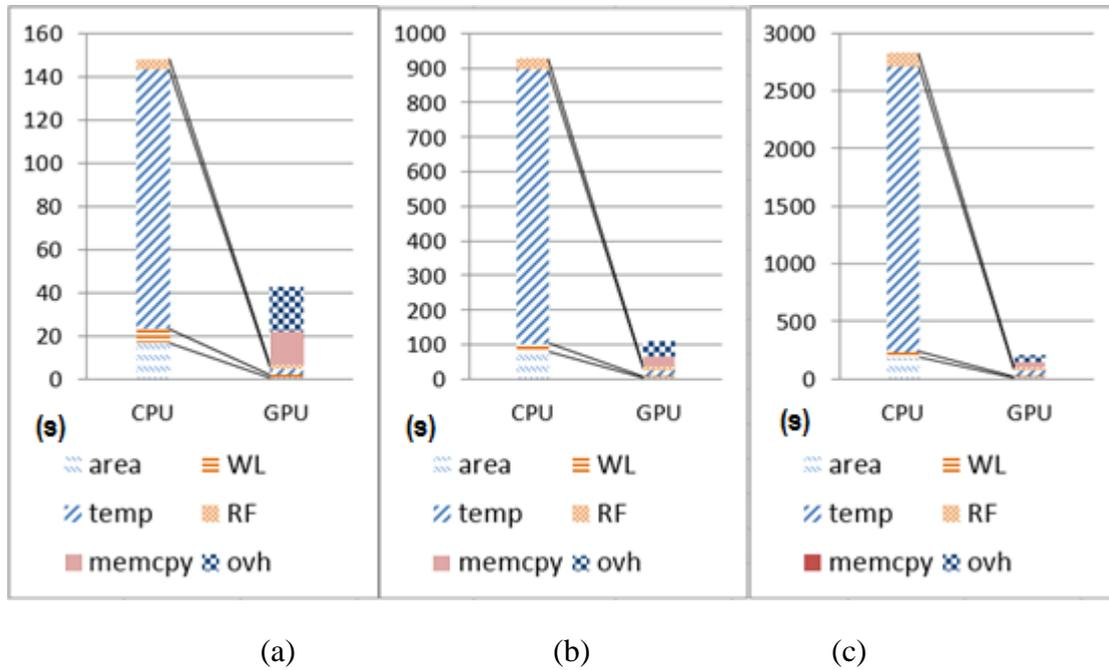 160
140
120
100
80
60
40
20
0
CPU GPU
(s)
area WL
temp RF
memcpy ovh
1000
900
800
700
600
500
400
300
200
100
0
CPU GPU
(s)
area WL
temp RF
memcpy ovh
3000
2500
2000
1500
1000
500
0
CPU GPU
(s)
area WL
temp RF
memcpy ovh
(a) (b) (c)